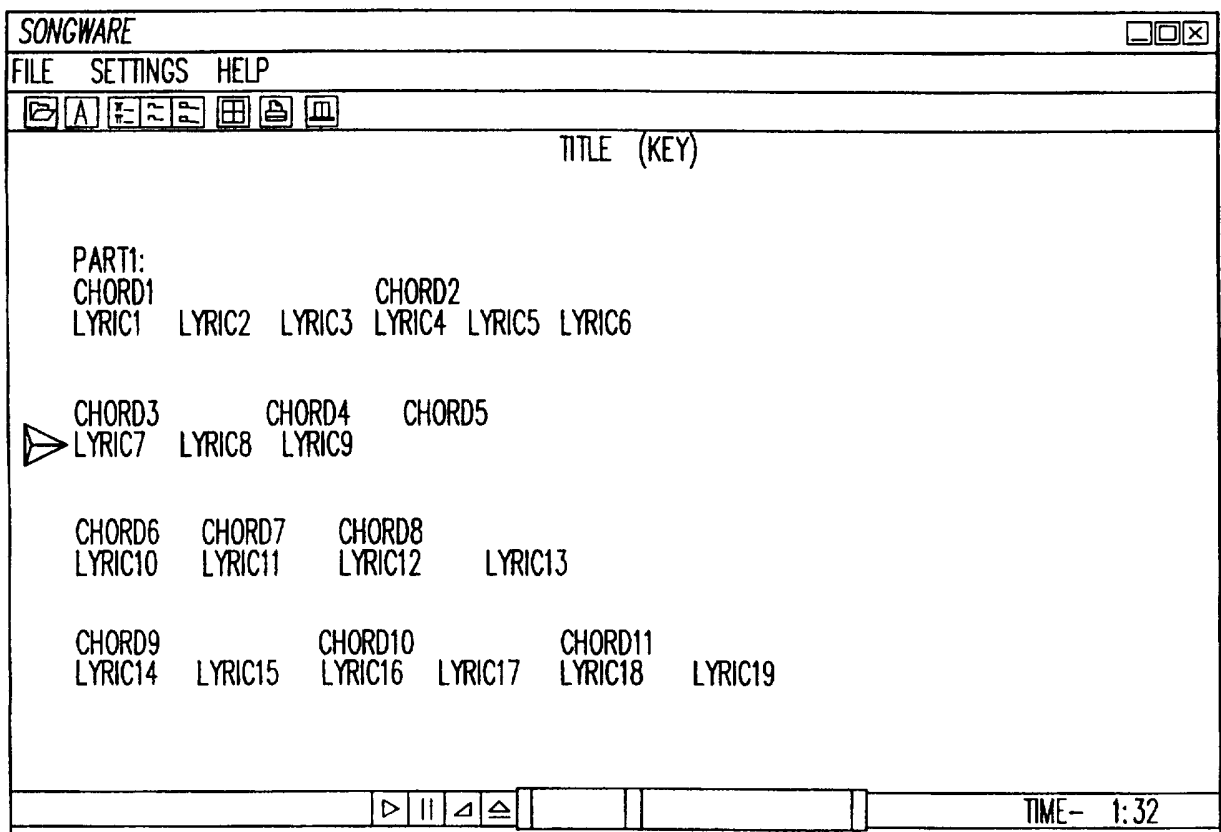 SONGWARE
FILE SETTINGS HELP
A
TITLE (KEY)
PART1:
CHORD1 CHORD2
LYRIC1 LYRIC2 LYRIC3 LYRIC4 LYRIC5 LYRIC6
CHORD3 CHORD4 CHORD5
LYRIC7 LYRIC8 LYRIC9
CHORD6 CHORD7 CHORD8
LYRIC10 LYRIC11 LYRIC12 LYRIC13
CHORD9 CHORD10 CHORD11
LYRIC14 LYRIC15 LYRIC16 LYRIC17 LYRIC18 LYRIC19
TIME- 1:32